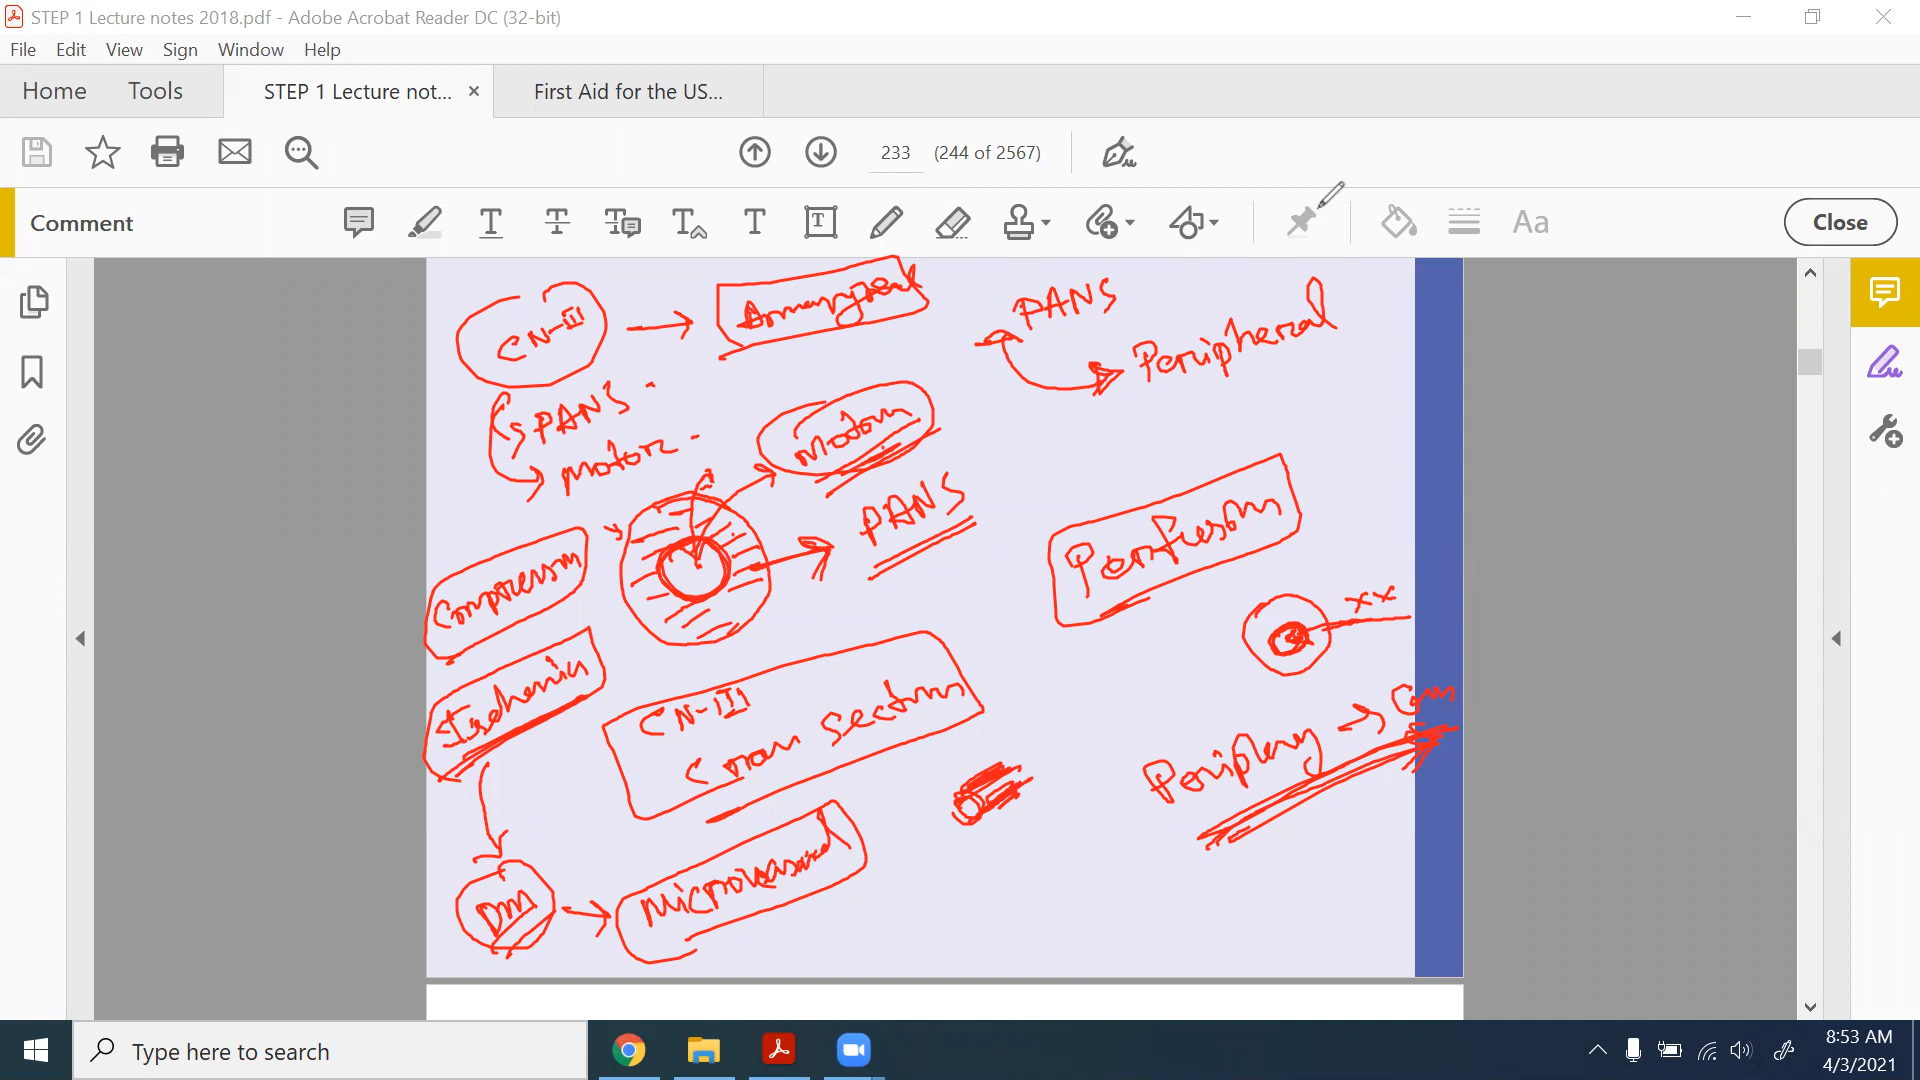 STEP 1 Lecture notes 2018.pdf - Adobe Acrobat Reader DC (32-bit)
File Edit View Sign Window Help
Home Tools STEP 1 Lecture not... × First Aid for the US...
233 (244 of 2567)
Comment Aa Close
CN-III
PANS
Peripheral
PANS
Motor
PANS
Compression
Perfusion
XX
Ischemia
CN-III
Cross section
Periphery → Com
DM
Microvascular
Type here to search
8:53 AM
4/3/2021